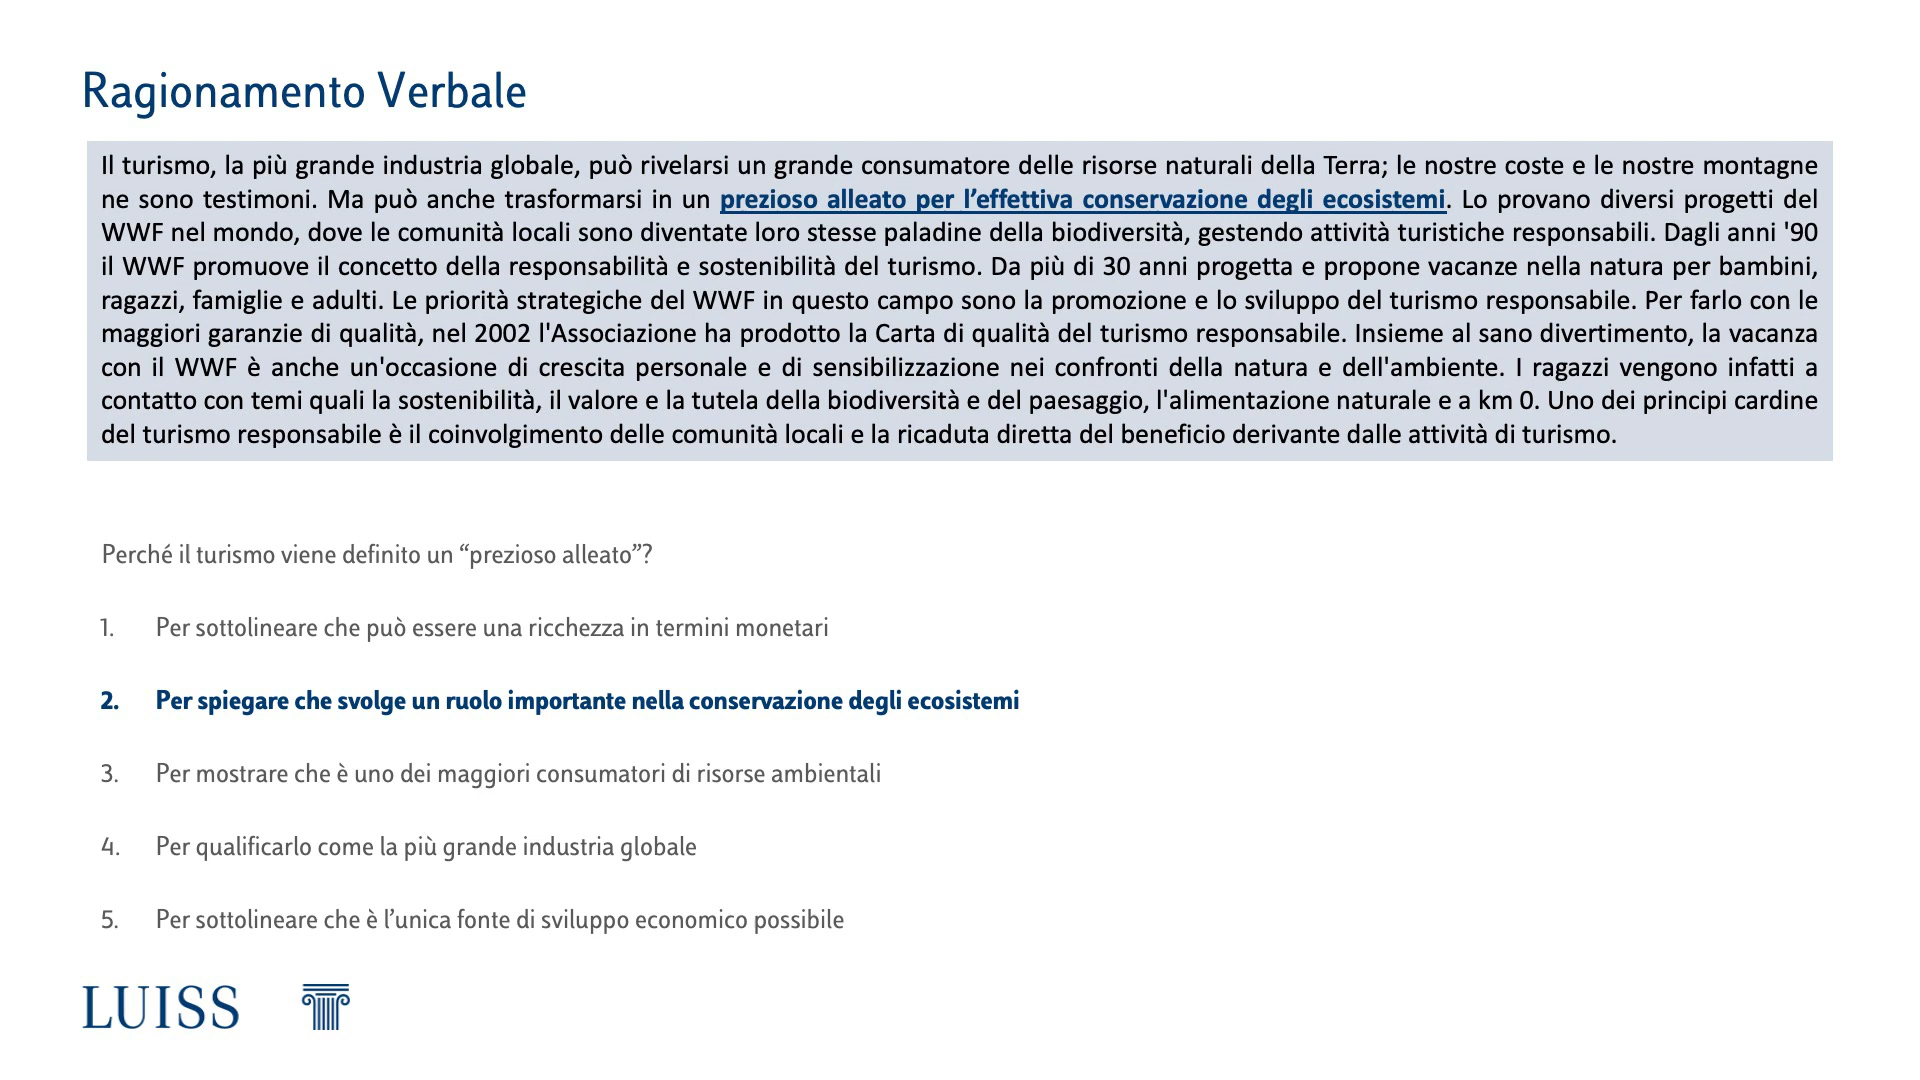 Ragionamento Verbale
Il turismo, la più grande industria globale, può rivelarsi un grande consumatore delle risorse naturali della Terra; le nostre coste e le nostre montagne
ne sono testimoni. Ma può anche trasformarsi in un prezioso alleato per l’effettiva conservazione degli ecosistemi. Lo provano diversi progetti del
WWF nel mondo, dove le comunità locali sono diventate loro stesse paladine della biodiversità, gestendo attività turistiche responsabili. Dagli anni '90
il WWF promuove il concetto della responsabilità e sostenibilità del turismo. Da più di 30 anni progetta e propone vacanze nella natura per bambini,
ragazzi, famiglie e adulti. Le priorità strategiche del WWF in questo campo sono la promozione e lo sviluppo del turismo responsabile. Per farlo con le
maggiori garanzie di qualità, nel 2002 l'Associazione ha prodotto la Carta di qualità del turismo responsabile. Insieme al sano divertimento, la vacanza
con il WWF è anche un'occasione di crescita personale e di sensibilizzazione nei confronti della natura e dell'ambiente. I ragazzi vengono infatti a
contatto con temi quali la sostenibilità, il valore e la tutela della biodiversità e del paesaggio, l'alimentazione naturale e a km 0. Uno dei principi cardine
del turismo responsabile è il coinvolgimento delle comunità locali e la ricaduta diretta del beneficio derivante dalle attività di turismo.
Perché il turismo viene definito un “prezioso alleato”?
1. Per sottolineare che può essere una ricchezza in termini monetari
2. Per spiegare che svolge un ruolo importante nella conservazione degli ecosistemi
3. Per mostrare che è uno dei maggiori consumatori di risorse ambientali
4. Per qualificarlo come la più grande industria globale
5. Per sottolineare che è l’unica fonte di sviluppo economico possibile
LUISS